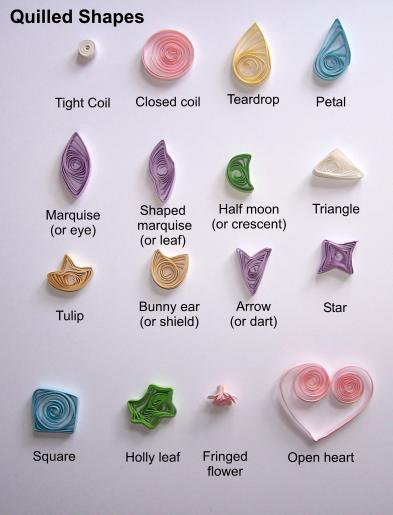 Quilled Shapes
Tight Coil
Closed coil
Teardrop
Petal
Marquise
(or eye)
Shaped
marquise
(or leaf)
Half moon
(or crescent)
Triangle
Tulip
Bunny ear
(or shield)
Arrow
(or dart)
Star
Square
Holly leaf
Fringed
flower
Open heart